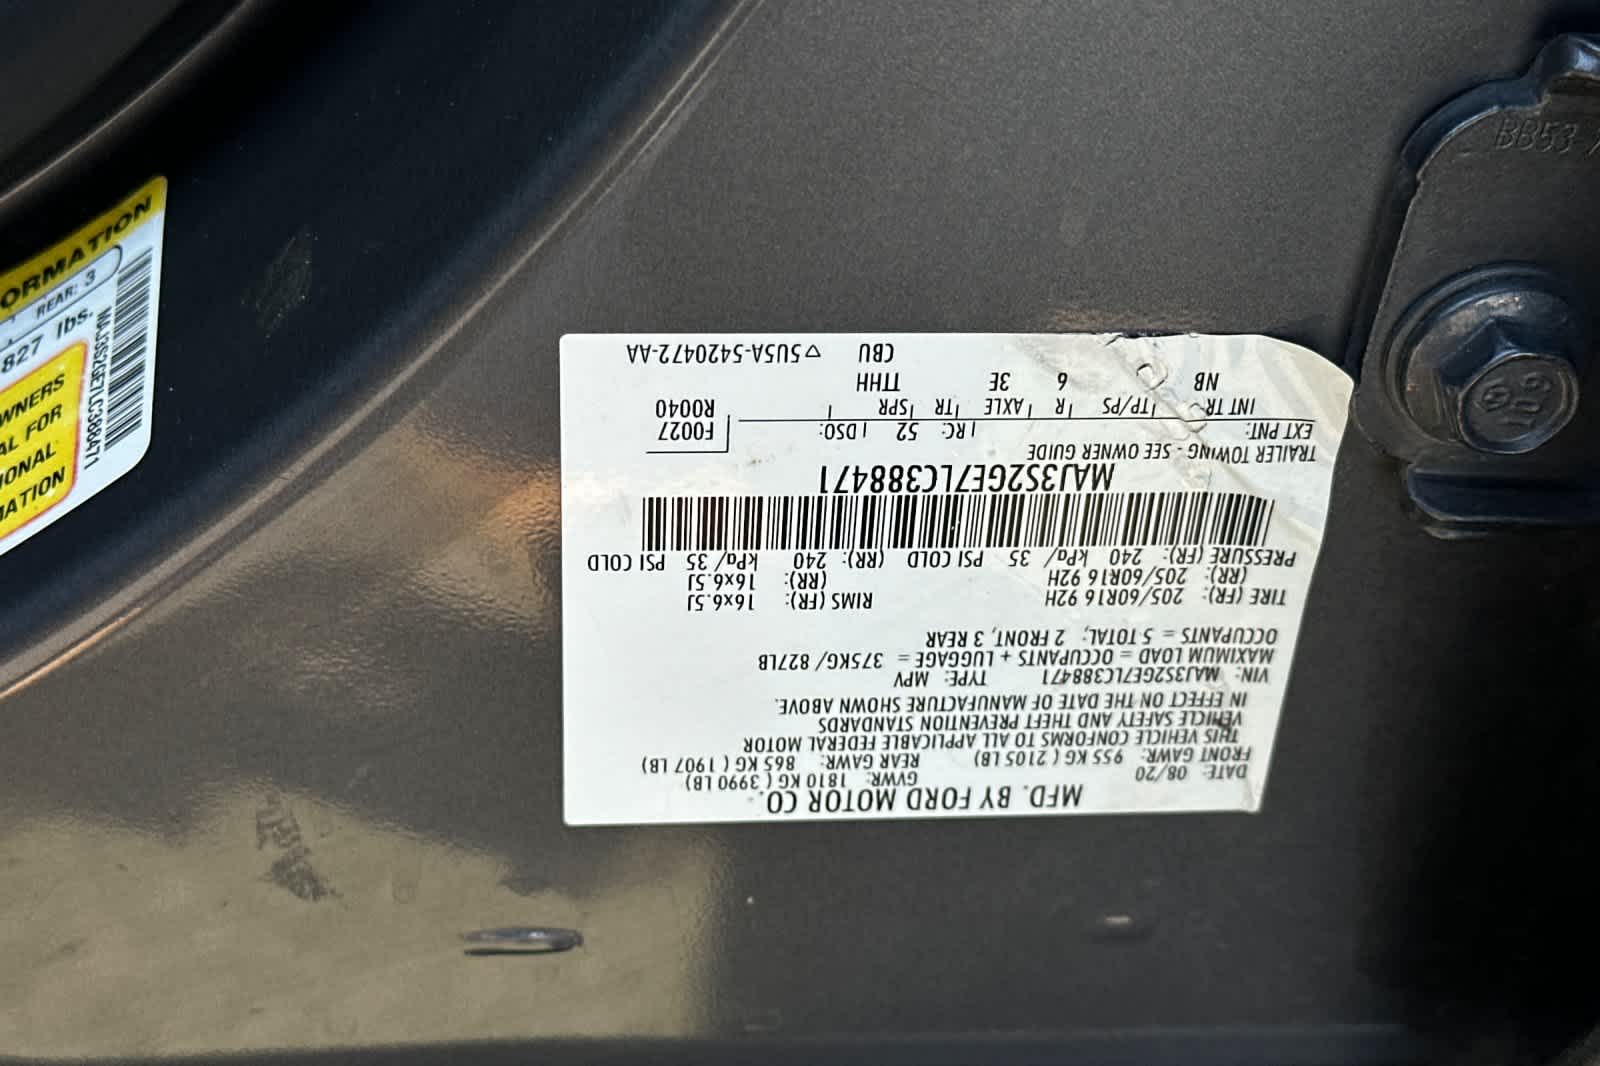 MFD. BY FORD MOTOR CO.
DATE: 08/20 GVWR: 1810 KG ( 3990 LB)
FRONT GAWR: 955 KG ( 2105 LB) REAR GAWR: 865 KG ( 1907 LB)
THIS VEHICLE CONFORMS TO ALL APPLICABLE FEDERAL MOTOR
VEHICLE SAFETY AND THEFT PREVENTION STANDARDS
IN EFFECT ON THE DATE OF MANUFACTURE SHOWN ABOVE.
VIN: MAJ3S2GE7LC388471 TYPE: MPV
MAXIMUM LOAD = OCCUPANTS + LUGGAGE = 375KG/ 827LB
OCCUPANTS = 5 TOTAL; 2 FRONT, 3 REAR
TIRE (FR): 205/60R16 92H RIMS (FR): 16x6.5J
(RR): 205/60R16 92H (RR): 16x6.5J
PRESSURE (FR): 240 kPa/ 35 PSI COLD (RR): 240 kPa/ 35 PSI COLD
MAJ3S2GE7LC388471
TRAILER TOWING - SEE OWNER GUIDE
EXT PNT: RC: 52 DSO: F0027
INT TR TP/PS R AXLE TR SPR R0040
NB 6 3E TTHH
CBU 5U5A-5420472-AA
ORMATION
REAR: 3
827 lbs.
MAJ3S2GE7LC388471
WNERS
AL FOR
IONAL
MATION
BB53-